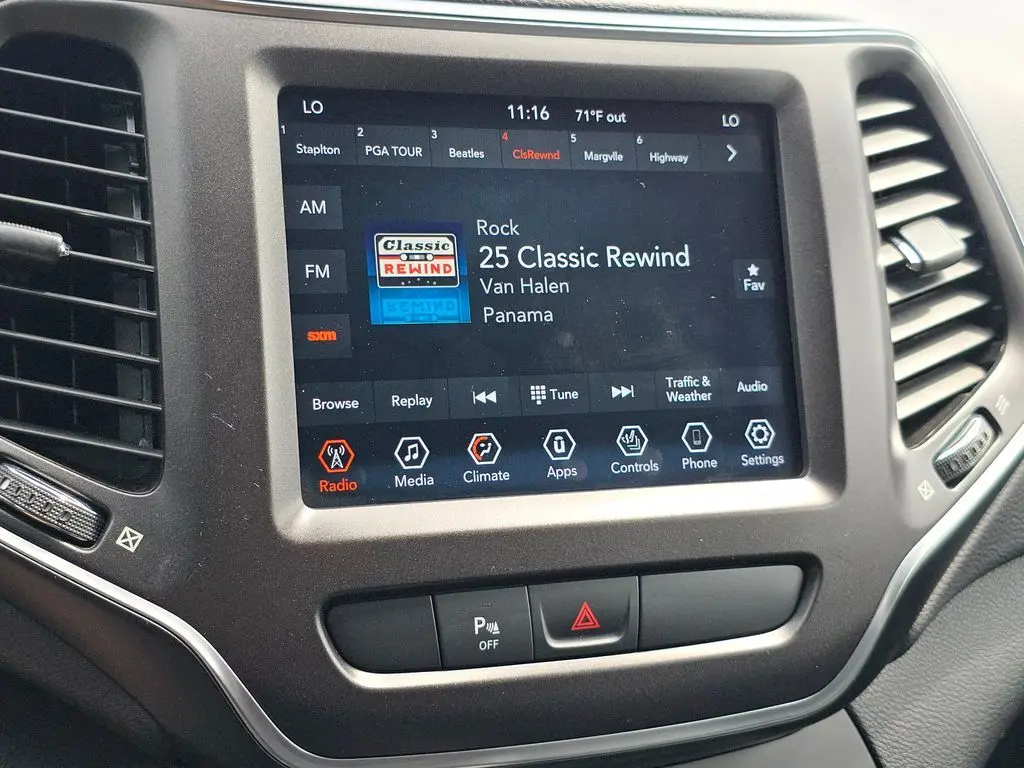 LO 11:16 71°F out LO
1 Staplton 2 PGA TOUR 3 Beatles 4 ClsRewnd 5 Margvlle 6 Highway
AM
FM
sxm
Classic
REWIND
Rock
25 Classic Rewind
Van Halen
Panama
Fav
Browse Replay Tune Traffic & Weather Audio
Radio Media Climate Apps Controls Phone Settings
P
OFF